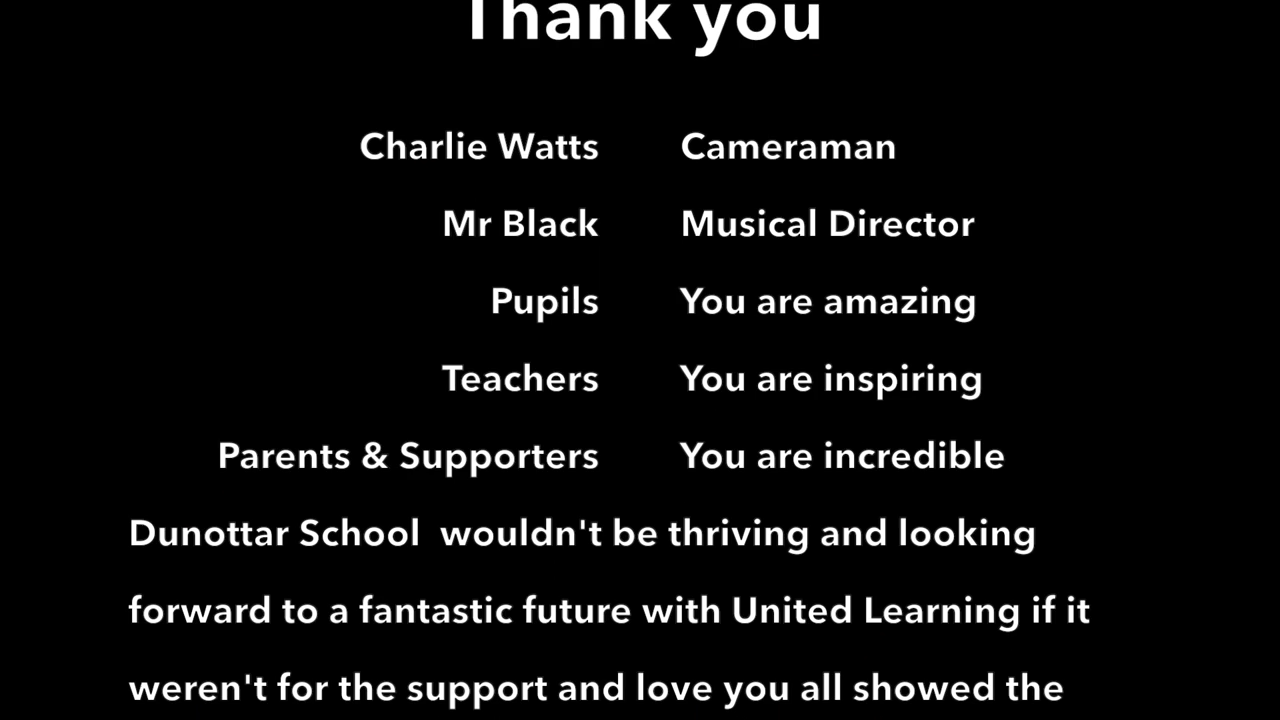 Thank you
Charlie Watts Cameraman
Mr Black Musical Director
Pupils You are amazing
Teachers You are inspiring
Parents & Supporters You are incredible
Dunottar School  wouldn't be thriving and looking
forward to a fantastic future with United Learning if it
weren't for the support and love you all showed the